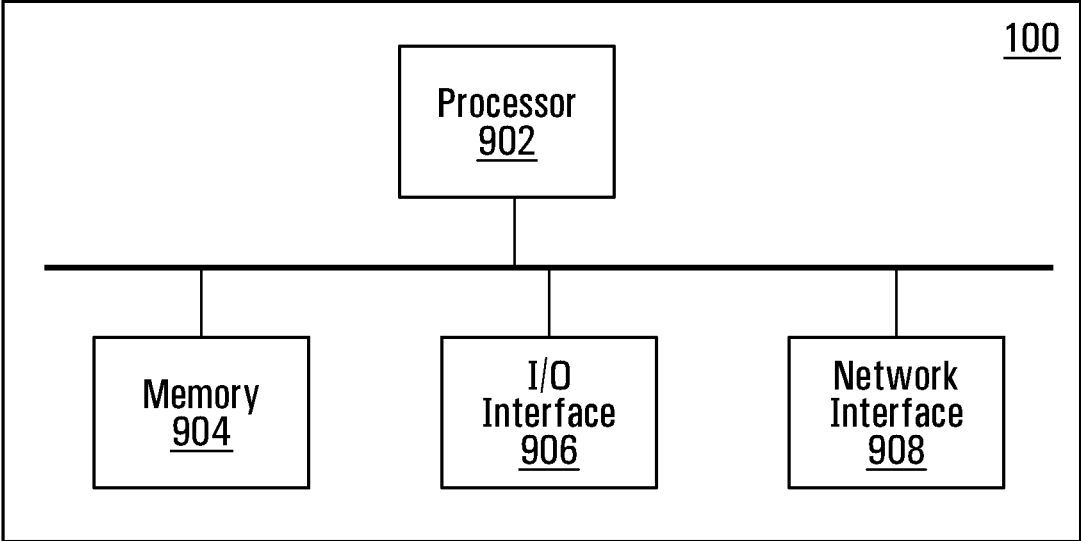 100
Processor
902
Memory
904
I/O
Interface
906
Network
Interface
908